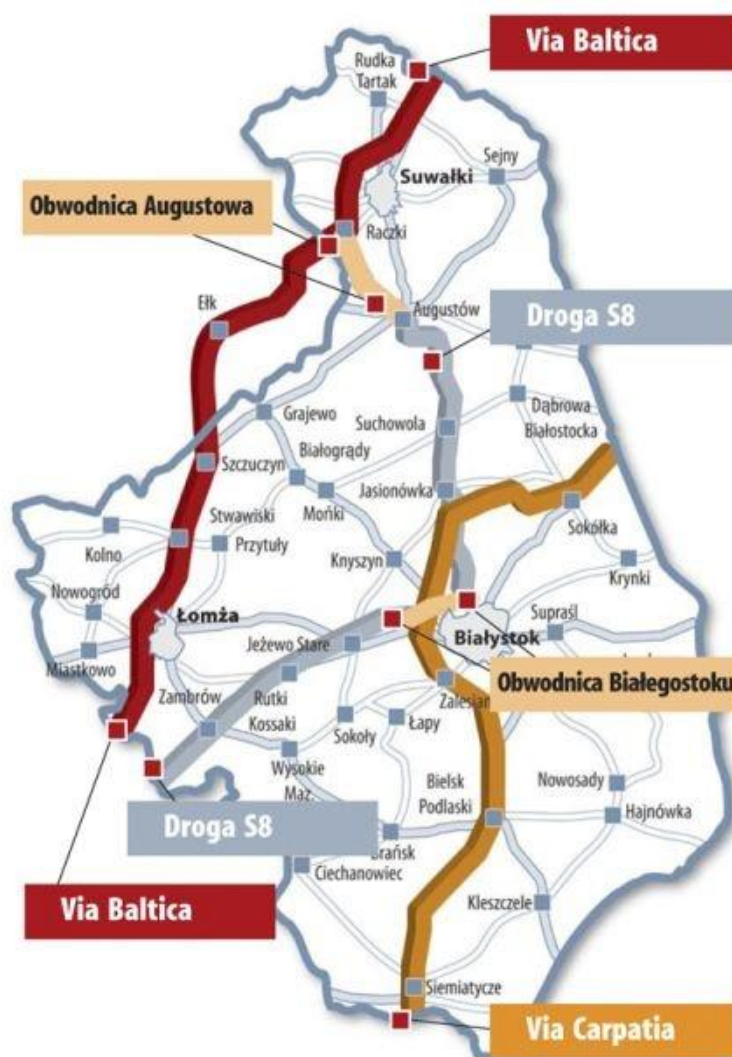 Via Baltica
Rudka
Tartak
Sejny
Suwałki
Obwodnica Augustowa
Raczki
Ełk
Augustów
Droga S8
Grajewo
Dąbrowa
Białostocka
Suchowola
Białogrądy
Szczuczyn
Jasionówka
Mońki
Stwawiski
Sokółka
Kolno
Przytuły
Knyszyn
Krynki
Nowogród
Łomża
Supraśl
Białystok
Jeżewo Stare
Miastkowo
Obwodnica Białegostoku
Zalesian
Zambrów
Rutki
Kossaki
Sokoły
Łapy
Wysokie
Maz.
Bielsk
Podlaski
Nowosady
Hajnówka
Droga S8
Brańsk
Ciechanowiec
Via Baltica
Kleszczele
Siemiatycze
Via Carpatia